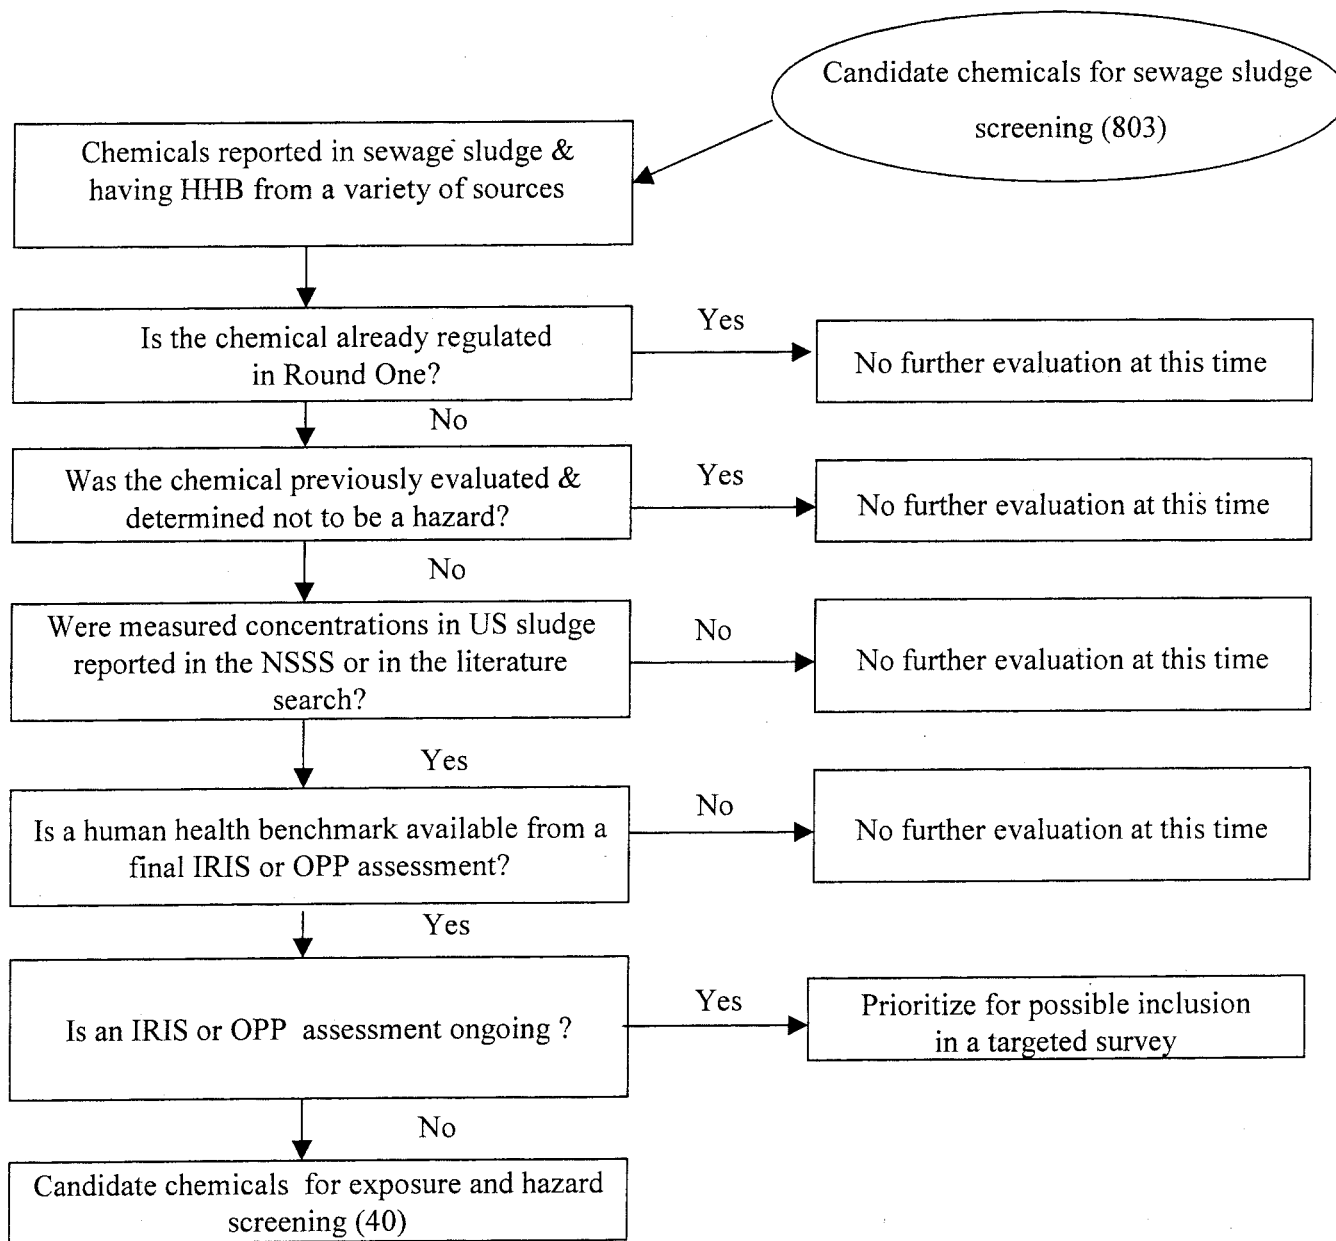 Candidate chemicals for sewage sludge
screening (803)
Chemicals reported in sewage sludge &
having HHB from a variety of sources
Is the chemical already regulated
in Round One?
Yes
No further evaluation at this time
No
Was the chemical previously evaluated &
determined not to be a hazard?
Yes
No further evaluation at this time
No
Were measured concentrations in US sludge
reported in the NSSS or in the literature
search?
No
No further evaluation at this time
Yes
Is a human health benchmark available from a
final IRIS or OPP assessment?
No
No further evaluation at this time
Yes
Is an IRIS or OPP assessment ongoing ?
Yes
Prioritize for possible inclusion
in a targeted survey
No
Candidate chemicals for exposure and hazard
screening (40)